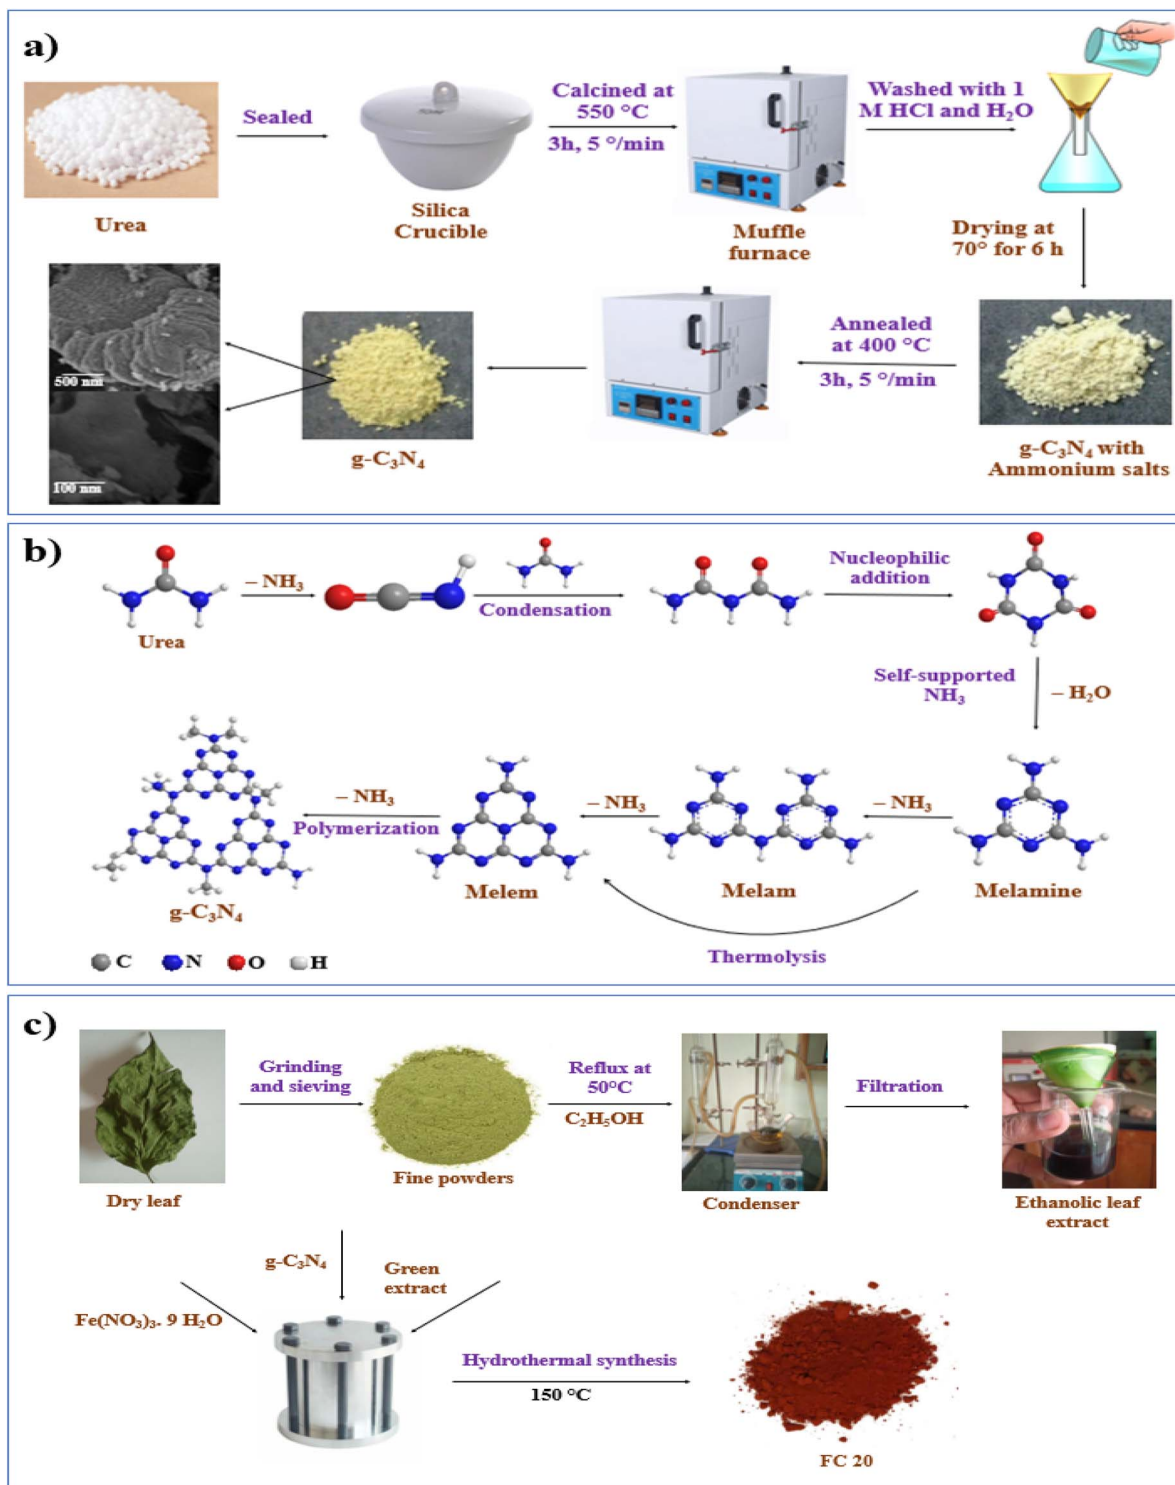 a)
Sealed
Calcined at
550 °C
3h, 5 °/min
Washed with 1
M HCl and H₂O
Urea
Silica
Crucible
Muffle
furnace
Drying at
70° for 6 h
500 nm
100 nm
g-C₃N₄
Annealed
at 400 °C
3h, 5 °/min
g-C₃N₄ with
Ammonium salts
b)
Urea
– NH₃
Condensation
Nucleophilic
addition
Self-supported
NH₃
– H₂O
g-C₃N₄
– NH₃
Polymerization
Melem
– NH₃
Melam
– NH₃
Melamine
Thermolysis
C N O H
c)
Dry leaf
Grinding
and sieving
Fine powders
Reflux at
50°C
C₂H₅OH
Condenser
Filtration
Ethanolic leaf
extract
Fe(NO₃)₃. 9 H₂O
g-C₃N₄
Green
extract
Hydrothermal synthesis
150 °C
FC 20